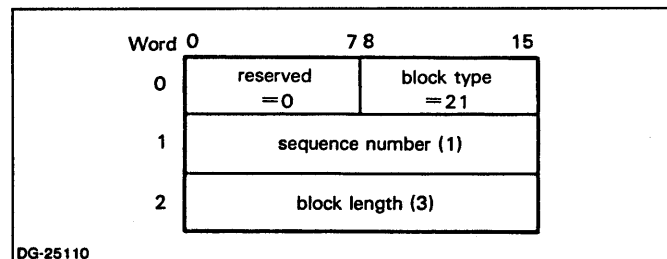 Word 0 7 8 15
0 reserved =0 block type =21
1 sequence number (1)
2 block length (3)
DG-25110